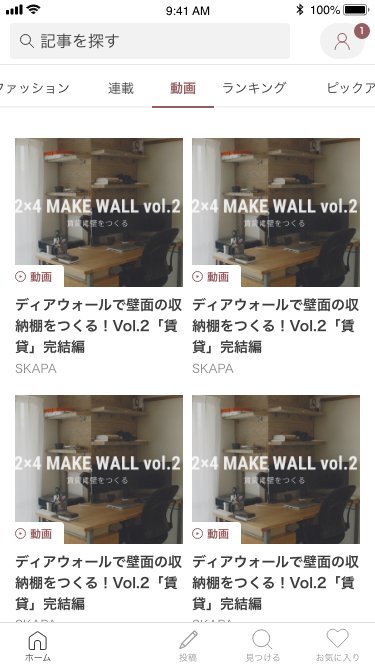 9:41 AM
100%
記事を探す
1
ファッション 連載 動画 ランキング ピックア
2×4 MAKE WALL vol.2
賃貸に壁をつくる
動画
ディアウォールで壁面の収
納棚をつくる！Vol.2「賃
貸」完結編
SKAPA
2×4 MAKE WALL vol.2
賃貸に壁をつくる
動画
ディアウォールで壁面の収
納棚をつくる！Vol.2「賃
貸」完結編
SKAPA
2×4 MAKE WALL vol.2
賃貸に壁をつくる
動画
ディアウォールで壁面の収
納棚をつくる！Vol.2「賃
貸」完結編
SKAPA
2×4 MAKE WALL vol.2
賃貸に壁をつくる
動画
ディアウォールで壁面の収
納棚をつくる！Vol.2「賃
貸」完結編
SKAPA
ホーム 投稿 見つける お気に入り